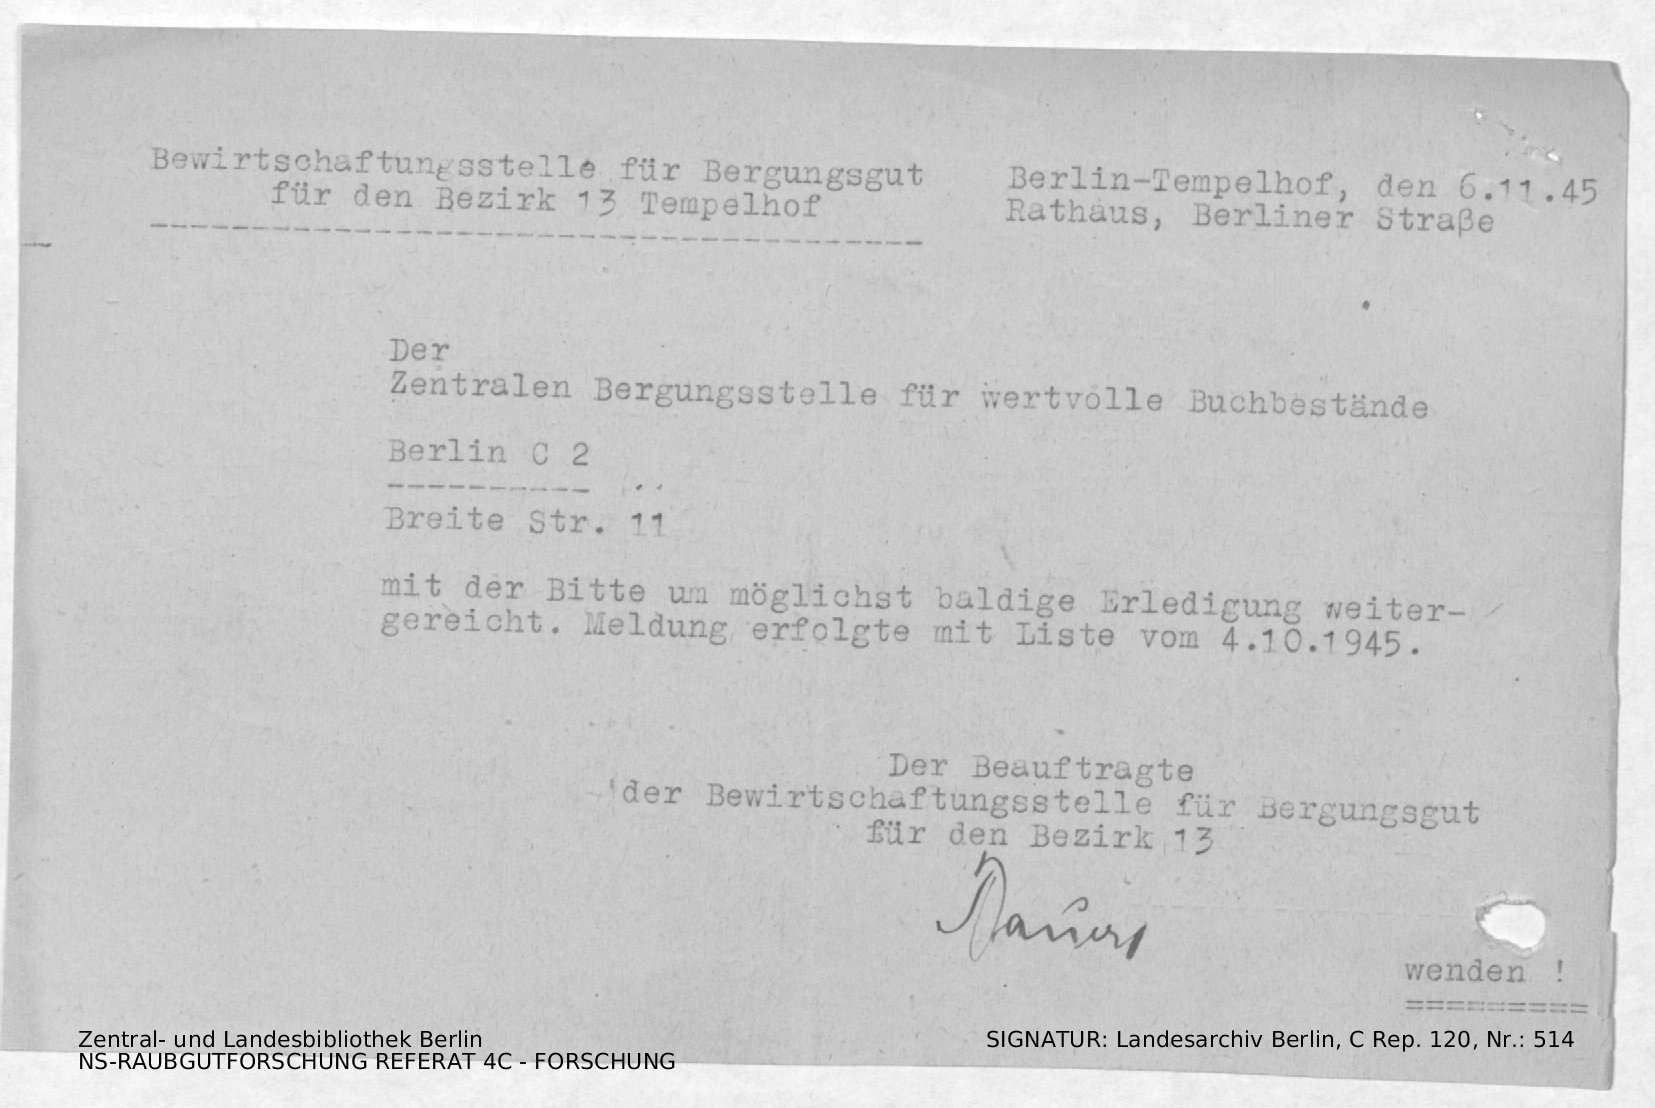 Bewirtschaftungsstelle für Bergungsgut
für den Bezirk 13 Tempelhof
Berlin-Tempelhof, den 6.11.45
Rathaus, Berliner Straße
Der
Zentralen Bergungsstelle für wertvolle Buchbestände
Berlin C 2
Breite Str. 11
mit der Bitte um möglichst baldige Erledigung weiter-
gereicht. Meldung erfolgte mit Liste vom 4.10.1945.
Der Beauftragte
der Bewirtschaftungsstelle für Bergungsgut
für den Bezirk 13
wenden !
Zentral- und Landesbibliothek Berlin
NS-RAUBGUTFORSCHUNG REFERAT 4C - FORSCHUNG
SIGNATUR: Landesarchiv Berlin, C Rep. 120, Nr.: 514